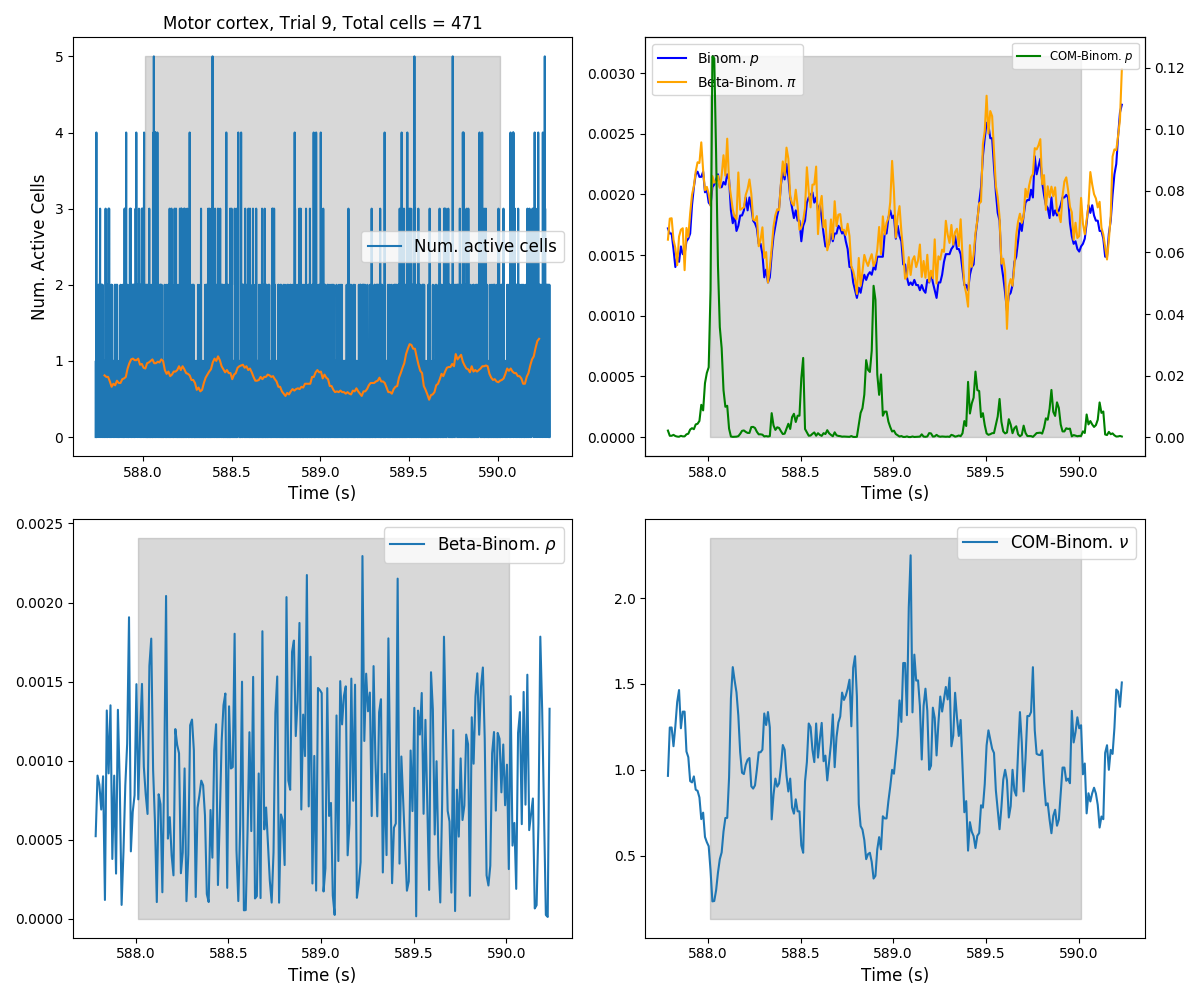 Motor cortex, Trial 9, Total cells = 471
Num. Active Cells
5
4
3
2
1
0
Num. active cells
588.0 588.5 589.0 589.5 590.0
Time (s)
Binom. p
Beta-Binom. π
COM-Binom. p
0.0030
0.0025
0.0020
0.0015
0.0010
0.0005
0.0000
0.12
0.10
0.08
0.06
0.04
0.02
0.00
588.0 588.5 589.0 589.5 590.0
Time (s)
Beta-Binom. ρ
0.0025
0.0020
0.0015
0.0010
0.0005
0.0000
588.0 588.5 589.0 589.5 590.0
Time (s)
COM-Binom. ν
2.0
1.5
1.0
0.5
588.0 588.5 589.0 589.5 590.0
Time (s)